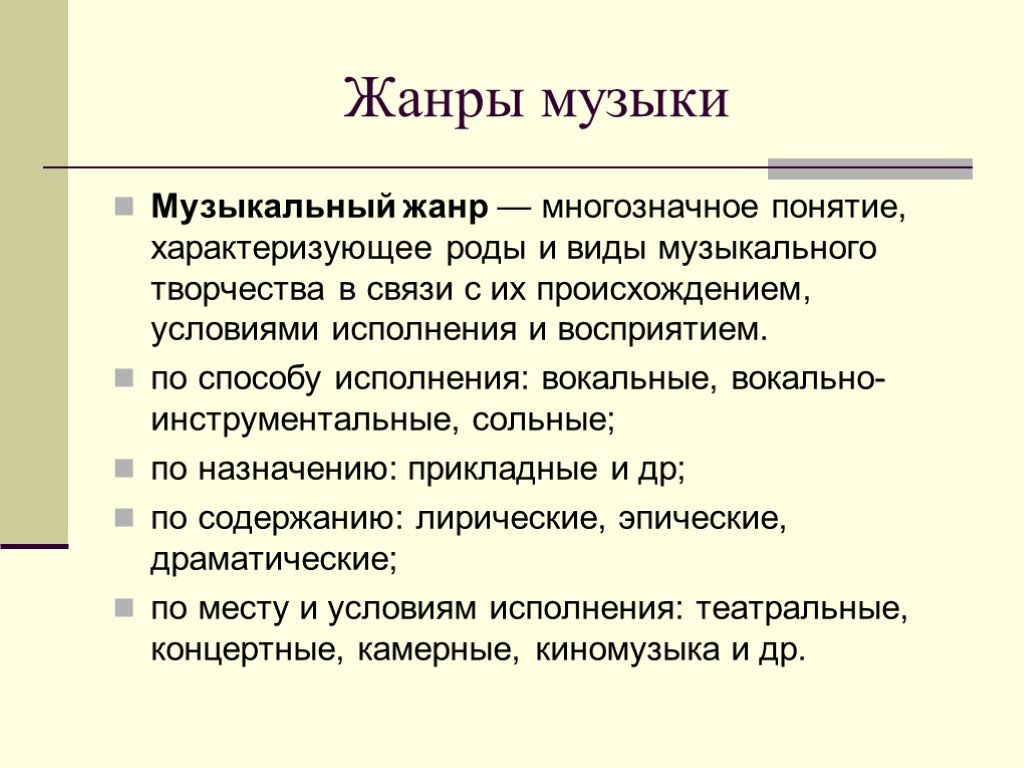 Жанры музыки
Музыкальный жанр — многозначное понятие,
характеризующее роды и виды музыкального
творчества в связи с их происхождением,
условиями исполнения и восприятием.
по способу исполнения: вокальные, вокально-
инструментальные, сольные;
по назначению: прикладные и др;
по содержанию: лирические, эпические,
драматические;
по месту и условиям исполнения: театральные,
концертные, камерные, киномузыка и др.